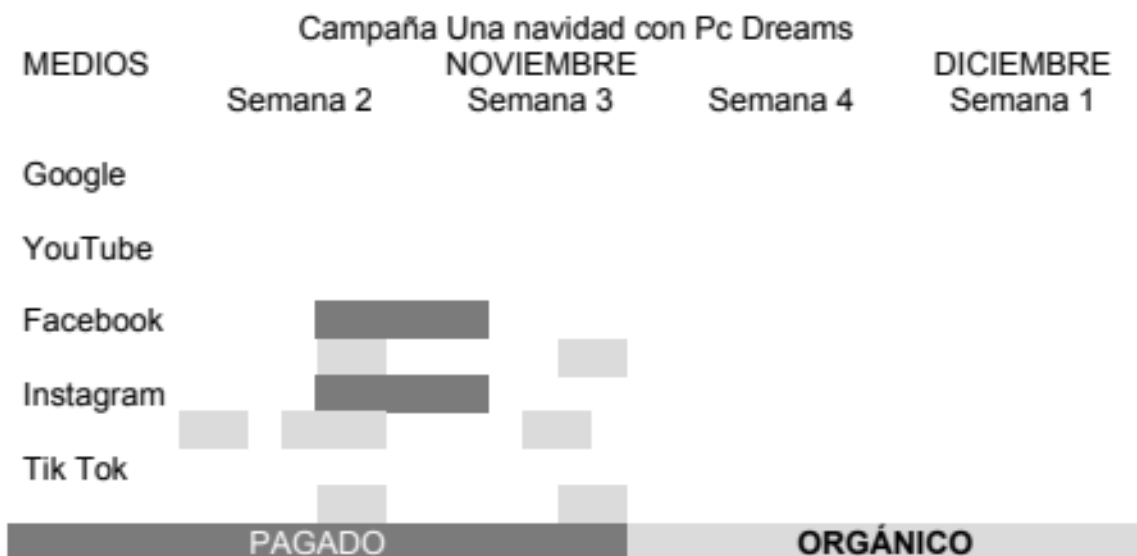 Campaña Una navidad con Pc Dreams
MEDIOS NOVIEMBRE DICIEMBRE
Semana 2 Semana 3 Semana 4 Semana 1
Google
YouTube
Facebook
Instagram
Tik Tok
PAGADO ORGÁNICO